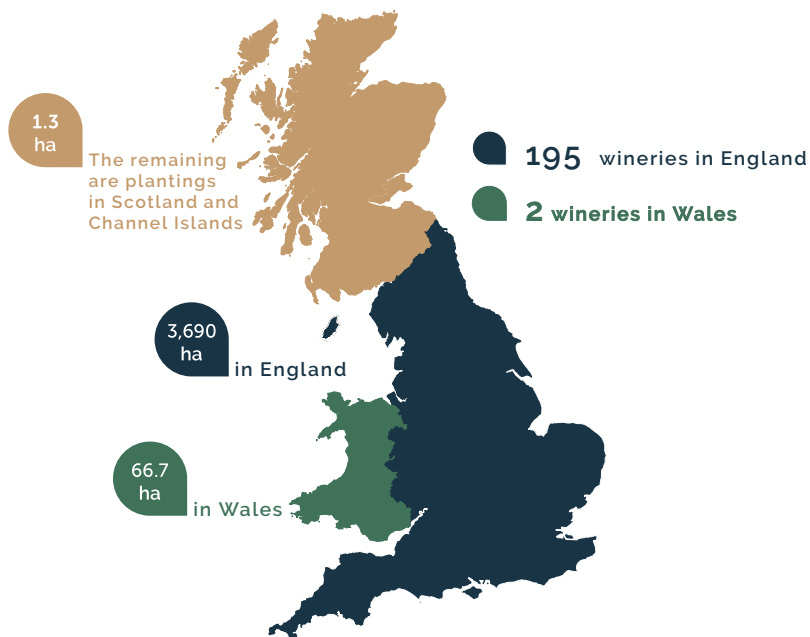 1.3
ha
The remaining
are plantings
in Scotland and
Channel Islands
195 wineries in England
2 wineries in Wales
3,690
ha
in England
66.7
ha
in Wales